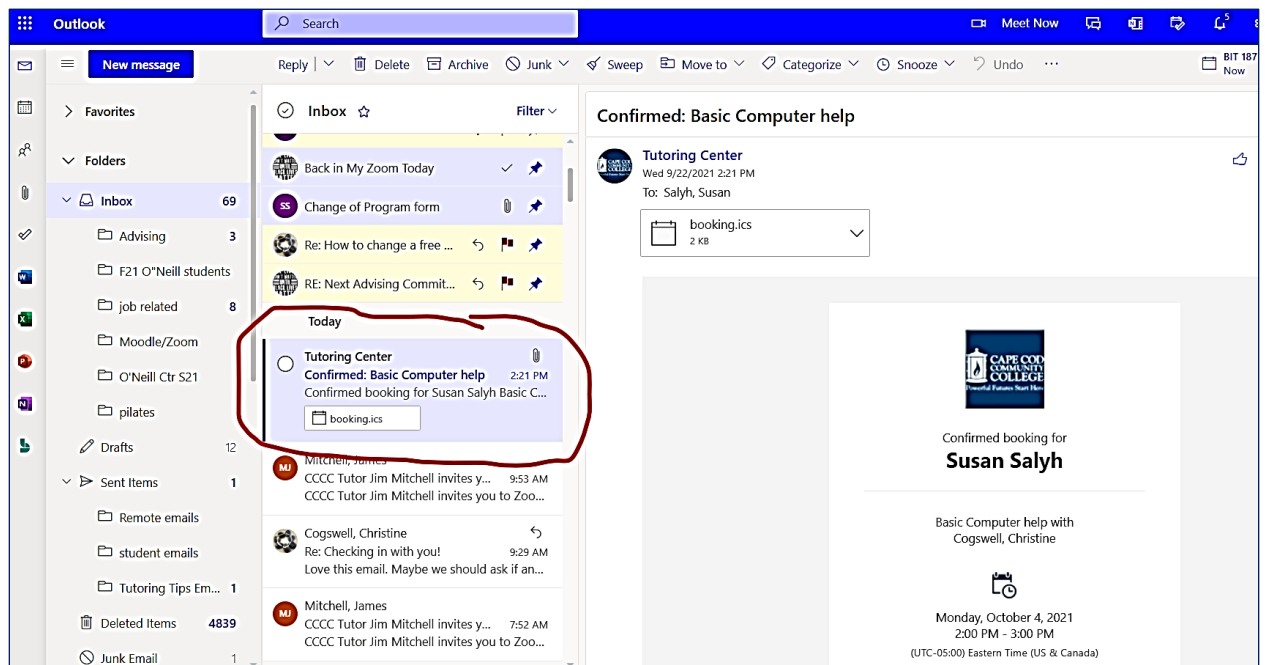 Outlook
Search
Meet Now
5
New message
Reply
Delete
Archive
Junk
Sweep
Move to
Categorize
Snooze
Undo
BIT 187
Now
Favorites
Folders
Inbox 69
Advising 3
F21 O"Neill students
job related 8
Moodle/Zoom
O'Neill Ctr S21
pilates
Drafts 12
Sent Items 1
Remote emails
student emails
Tutoring Tips Em... 1
Deleted Items 4839
Junk Email 1
Inbox
Filter
Back in My Zoom Today
SS
Change of Program form
Re: How to change a free ...
RE: Next Advising Commit...
Today
Tutoring Center
Confirmed: Basic Computer help 2:21 PM
Confirmed booking for Susan Salyh Basic C...
booking.ics
MJ
Mitchell, James
CCCC Tutor Jim Mitchell invites y... 9:53 AM
CCCC Tutor Jim Mitchell invites you to Zoo...
Cogswell, Christine
Re: Checking in with you! 9:29 AM
Love this email. Maybe we should ask if an...
MJ
Mitchell, James
CCCC Tutor Jim Mitchell invites y... 7:52 AM
CCCC Tutor Jim Mitchell invites you to Zoo...
Confirmed: Basic Computer help
Tutoring Center
Wed 9/22/2021 2:21 PM
To: Salyh, Susan
booking.ics
2 KB
CAPE COD
COMMUNITY
COLLEGE
Powerful Futures Start Here
Confirmed booking for
Susan Salyh
Basic Computer help with
Cogswell, Christine
Monday, October 4, 2021
2:00 PM - 3:00 PM
(UTC-05:00) Eastern Time (US & Canada)